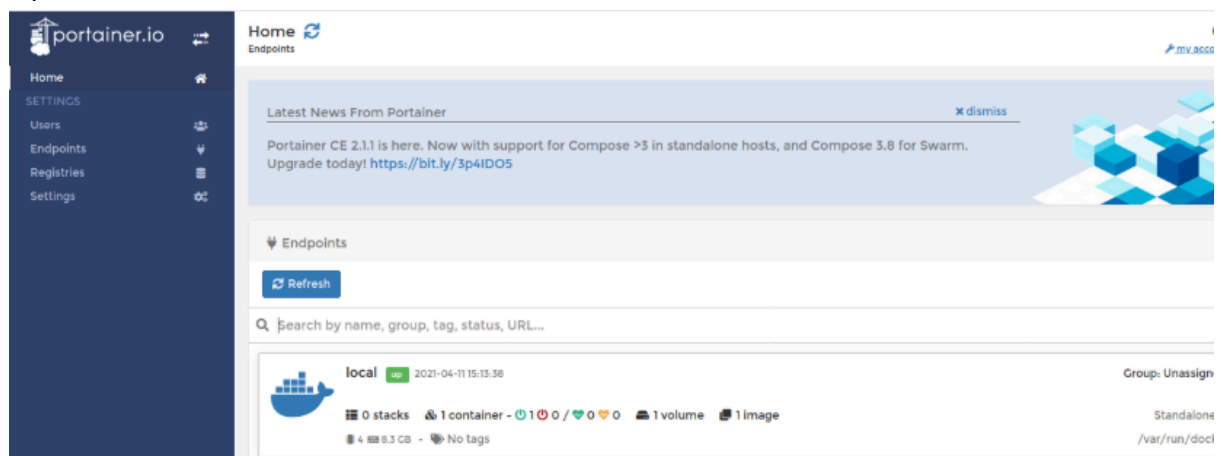 portainer.io
Home
SETTINGS
Users
Endpoints
Registries
Settings
Home
Endpoints
my acco
Latest News From Portainer
dismiss
Portainer CE 2.1.1 is here. Now with support for Compose >3 in standalone hosts, and Compose 3.8 for Swarm.
Upgrade today! https://bit.ly/3p4IDO5
Endpoints
Refresh
Search by name, group, tag, status, URL...
local up 2021-04-11 15:13:38
Group: Unassign
0 stacks 1 container - 1 0 / 0 0 1 volume 1 image
Standalone
4 8.3 GB - No tags
/var/run/dock